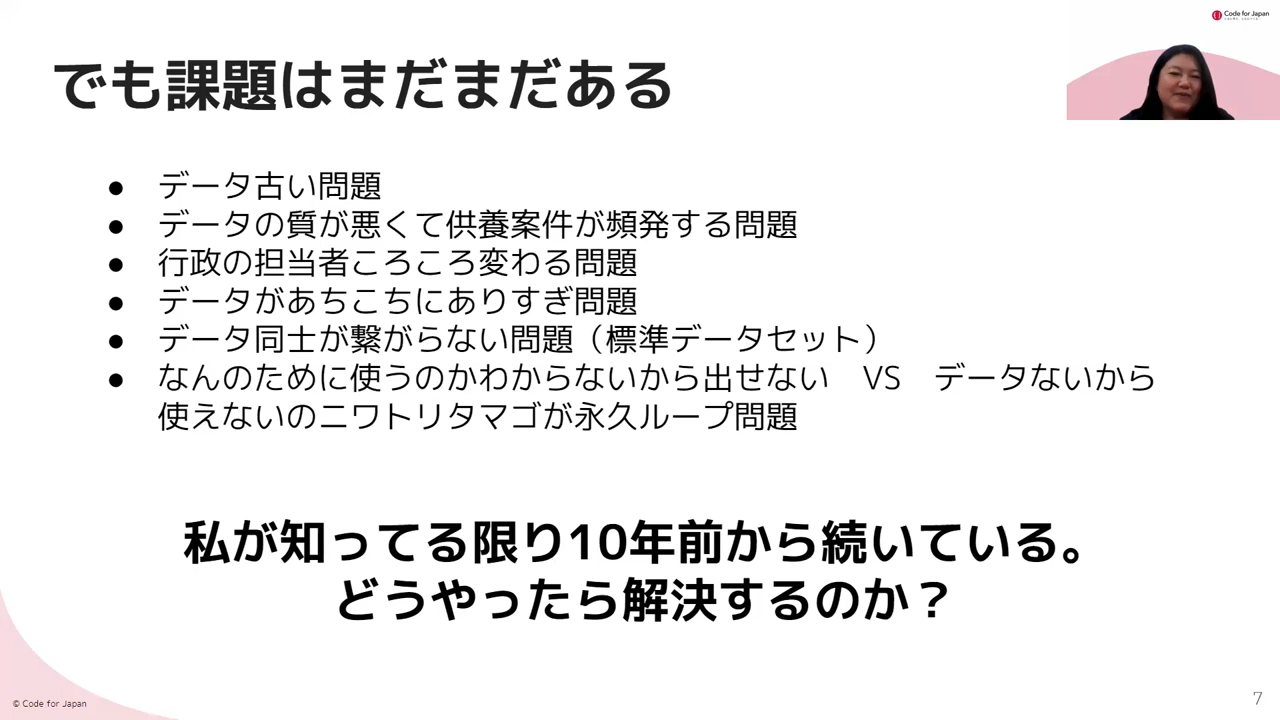 Code for Japan
でも課題はまだまだある
● データ古い問題
● データの質が悪くて供養案件が頻発する問題
● 行政の担当者ころころ変わる問題
● データがあちこちにありすぎ問題
● データ同士が繋がらない問題（標準データセット）
● なんのために使うのかわからないから出せない　VS　データないから
使えないのニワトリタマゴが永久ループ問題
私が知ってる限り10年前から続いている。
どうやったら解決するのか？
© Code for Japan
7